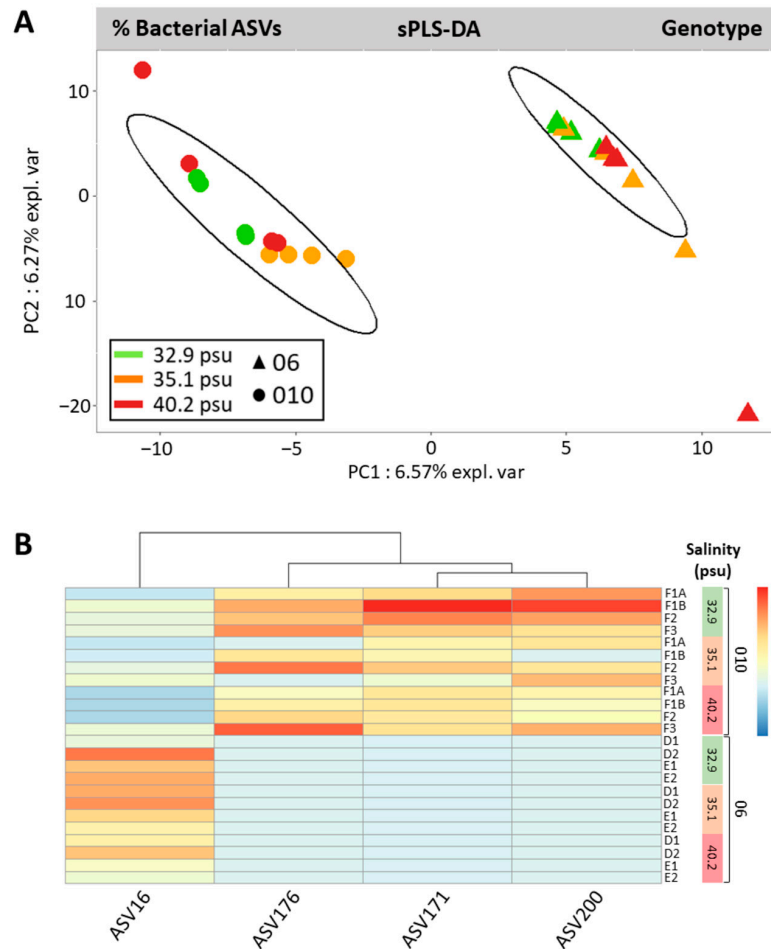 A
% Bacterial ASVs sPLS-DA Genotype
10
0
10
−20
PC2 : 6.27% expl. var
32.9 psu
35.1 psu
40.2 psu
06
010
−10 −5 0 5 10
PC1 : 6.57% expl. var
B
Salinity
(psu)
F1A
F1B
F2
F3
F1A
F1B
F2
F3
F1A
F1B
F2
F3
D1
D2
E1
E2
D1
D2
E1
E2
D1
D2
E1
E2
32.9
35.1
40.2
32.9
35.1
40.2
010
06
ASV16 ASV176 ASV171 ASV200